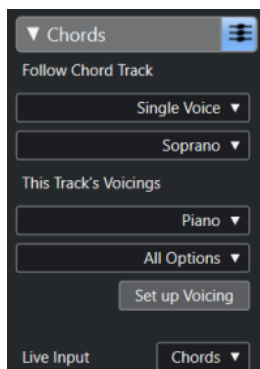 Chords
Follow Chord Track
Single Voice
Soprano
This Track's Voicings
Piano
All Options
Set up Voicing
Live Input Chords